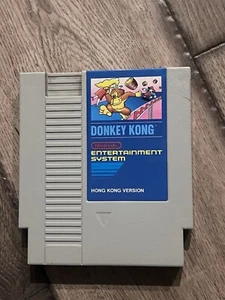 DONKEY KONG
Nintendo
ENTERTAINMENT
SYSTEM
HONG KONG VERSION